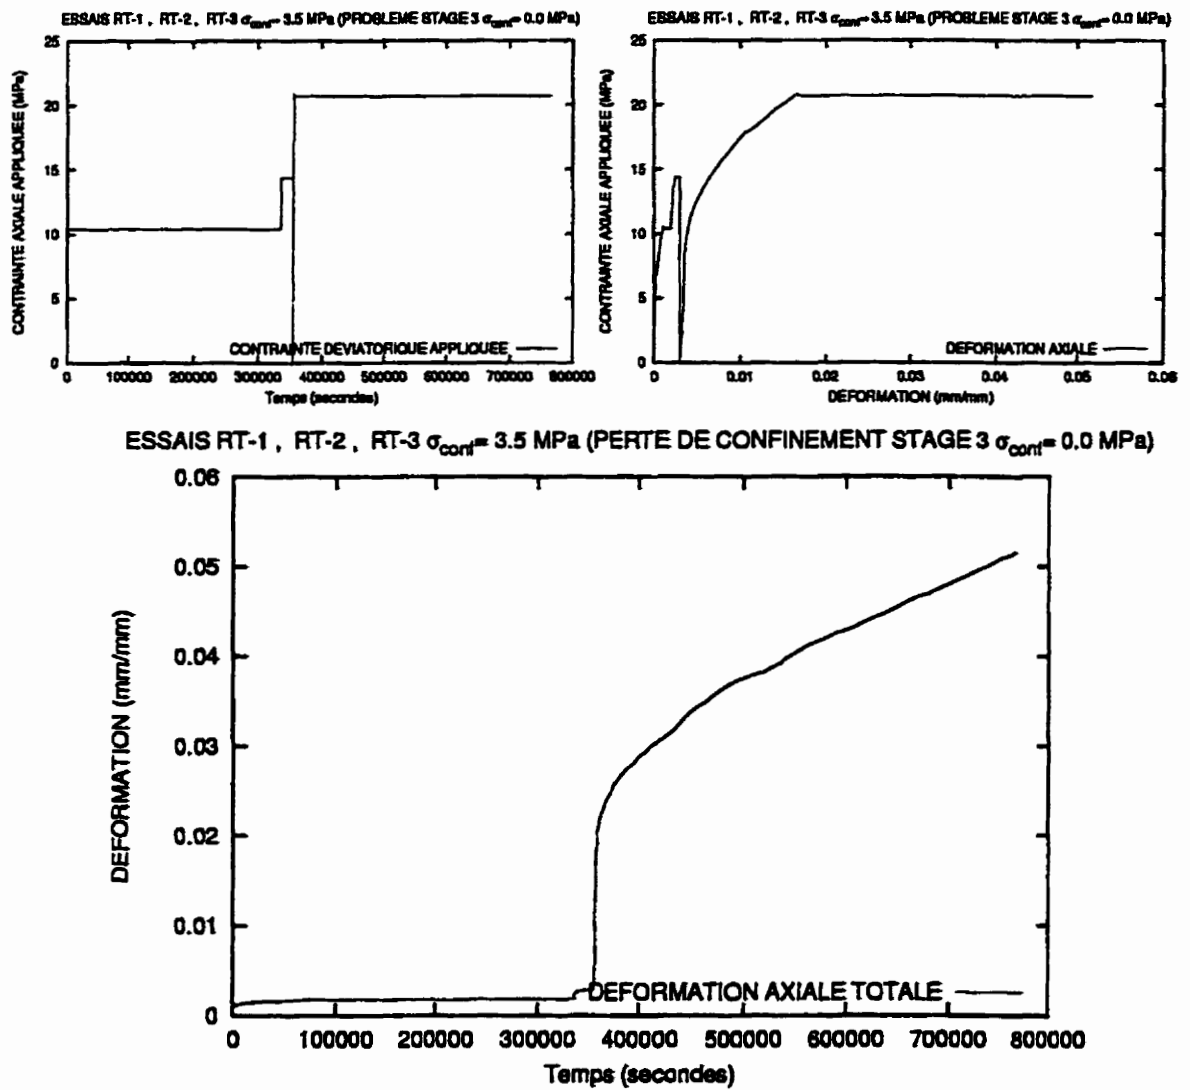 ESSAIS RT-1 , RT-2, RT-3 σconf= 3.5 MPa (PROBLEME STAGE 3 σconf= 0.0 MPa)
CONTRAINTE AXIALE APPLIQUEE (MPa)
25
20
15
10
5
0
CONTRAINTE DEVIATORIQUE APPLIQUEE
0 100000 200000 300000 400000 500000 600000 700000 800000
Temps (secondes)
ESSAIS RT-1 , RT-2, RT-3 σconf= 3.5 MPa (PROBLEME STAGE 3 σconf= 0.0 MPa)
CONTRAINTE AXIALE APPLIQUEE (MPa)
25
20
15
10
5
0
DEFORMATION AXIALE
0 0.01 0.02 0.03 0.04 0.05 0.06
DEFORMATION (mm/mm)
ESSAIS RT-1 , RT-2, RT-3 σconf= 3.5 MPa (PERTE DE CONFINEMENT STAGE 3 σconf= 0.0 MPa)
DEFORMATION (mm/mm)
0.06
0.05
0.04
0.03
0.02
0.01
0
DEFORMATION AXIALE TOTALE
0 100000 200000 300000 400000 500000 600000 700000 800000
Temps (secondes)